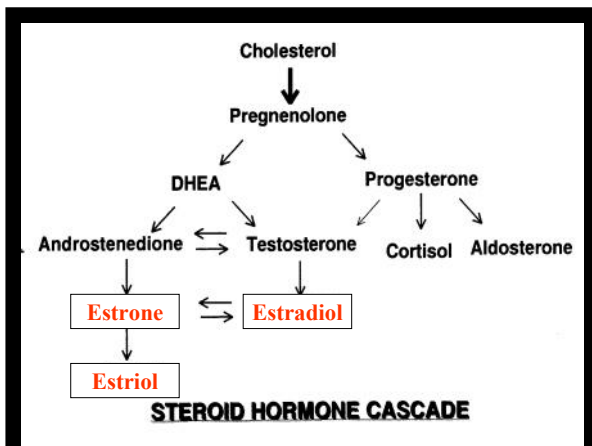 Cholesterol
Pregnenolone
DHEA
Progesterone
Androstenedione
Testosterone
Cortisol
Aldosterone
Estrone
Estradiol
Estriol
STEROID HORMONE CASCADE